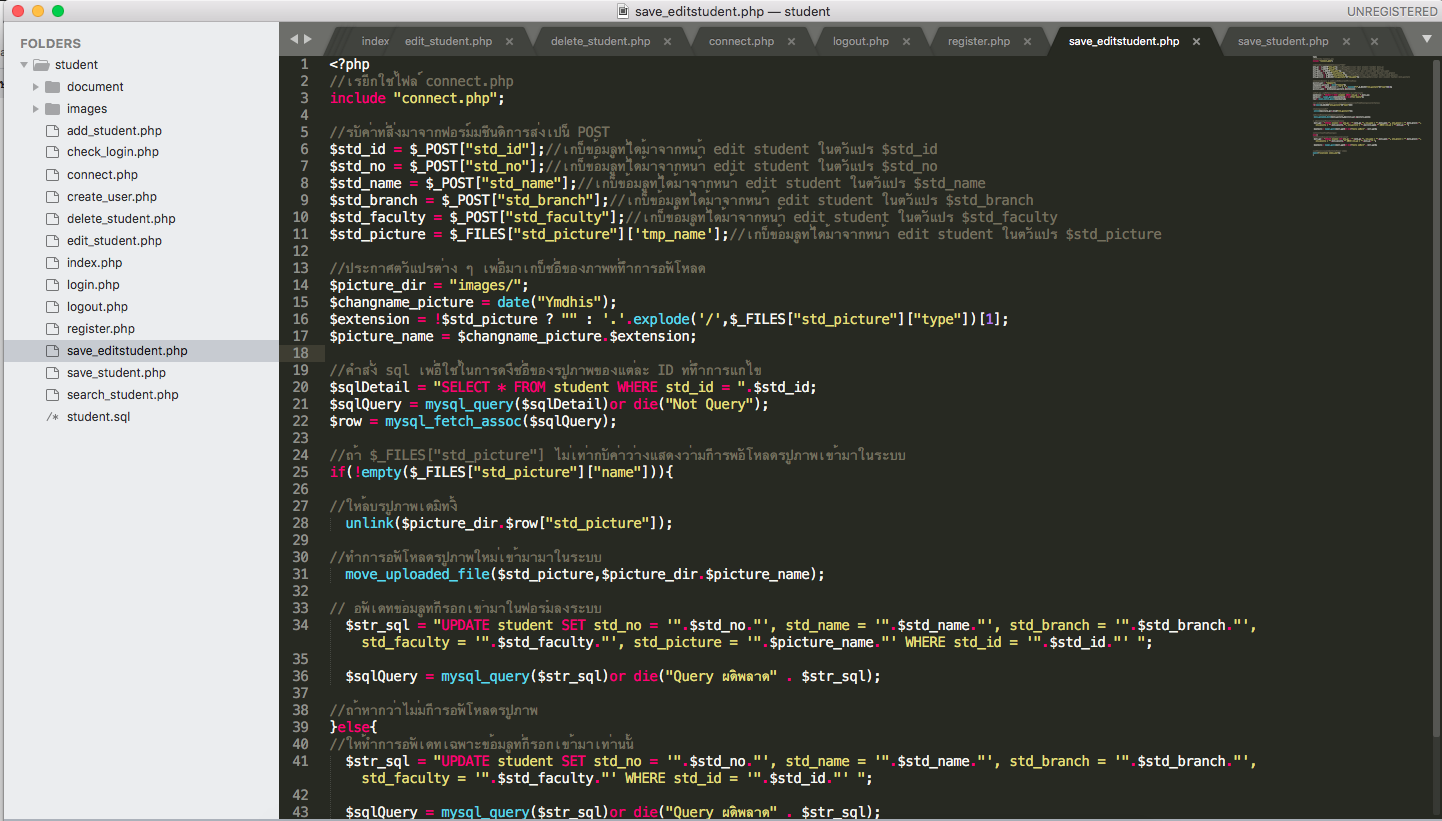 save_editstudent.php — student
UNREGISTERED
FOLDERS
student
document
images
add_student.php
check_login.php
connect.php
create_user.php
delete_student.php
edit_student.php
index.php
login.php
logout.php
register.php
save_editstudent.php
save_student.php
search_student.php
/* student.sql
index edit_student.php × delete_student.php × connect.php × logout.php × register.php × save_editstudent.php × save_student.php × ×
1 <?php
2 //เรียกใช้ไฟล์ connect.php
3 include "connect.php";
4
5 //รับค่าที่ส่งมาจากฟอร์มมีชนิดการส่งเป็น POST
6 $std_id = $_POST["std_id"];//เก็บข้อมูลที่ได้มาจากหน้า edit student ในตัวแปร $std_id
7 $std_no = $_POST["std_no"];//เก็บข้อมูลที่ได้มาจากหน้า edit student ในตัวแปร $std_no
8 $std_name = $_POST["std_name"];//เก็บข้อมูลที่ได้มาจากหน้า edit student ในตัวแปร $std_name
9 $std_branch = $_POST["std_branch"];//เก็บข้อมูลที่ได้มาจากหน้า edit student ในตัวแปร $std_branch
10 $std_faculty = $_POST["std_faculty"];//เก็บข้อมูลที่ได้มาจากหน้า edit student ในตัวแปร $std_faculty
11 $std_picture = $_FILES["std_picture"]['tmp_name'];//เก็บข้อมูลที่ได้มาจากหน้า edit student ในตัวแปร $std_picture
12
13 //ประกาศตัวแปรต่าง ๆ เพื่อมาเก็บชื่อของภาพที่ทำการอัพโหลด
14 $picture_dir = "images/";
15 $changname_picture = date("Ymdhis");
16 $extension = !$std_picture ? "" : '.'.explode('/',$_FILES["std_picture"]["type"])[1];
17 $picture_name = $changname_picture.$extension;
18
19 //คำสั่ง sql เพื่อใช้ในการดึงชื่อของรูปภาพของแต่ละ ID ที่ทำการแก้ไข
20 $sqlDetail = "SELECT * FROM student WHERE std_id = ".$std_id;
21 $sqlQuery = mysql_query($sqlDetail)or die("Not Query");
22 $row = mysql_fetch_assoc($sqlQuery);
23
24 //ถ้า $_FILES["std_picture"] ไม่เท่ากับค่าว่างแสดงว่ามีการพอัโหลดรูปภาพเข้ามาในระบบ
25 if(!empty($_FILES["std_picture"]["name"])){
26
27 //ให้ลบรูปภาพเดิมทิ้ง
28 unlink($picture_dir.$row["std_picture"]);
29
30 //ทำการอัพโหลดรูปภาพใหม่เข้ามามาในระบบ
31 move_uploaded_file($std_picture,$picture_dir.$picture_name);
32
33 // อัพเดทข้อมูลที่กรอกเข้ามาในฟอร์มลงระบบ
34 $str_sql = "UPDATE student SET std_no = '".$std_no."', std_name = '".$std_name."', std_branch = '".$std_branch."',
std_faculty = '".$std_faculty."', std_picture = '".$picture_name."' WHERE std_id = '".$std_id."' ";
35
36 $sqlQuery = mysql_query($str_sql)or die("Query ผิดพลาด" . $str_sql);
37
38 //ถ้าหากว่าไม่มีการอัพโหลดรูปภาพ
39 }else{
40 //ให้ทำการอัพเดทเฉพาะข้อมูลที่กรอกเข้ามาเท่านั้น
41 $str_sql = "UPDATE student SET std_no = '".$std_no."', std_name = '".$std_name."', std_branch = '".$std_branch."',
std_faculty = '".$std_faculty."' WHERE std_id = '".$std_id."' ";
42
43 $sqlQuery = mysql_query($str_sql)or die("Query ผิดพลาด" . $str_sql);